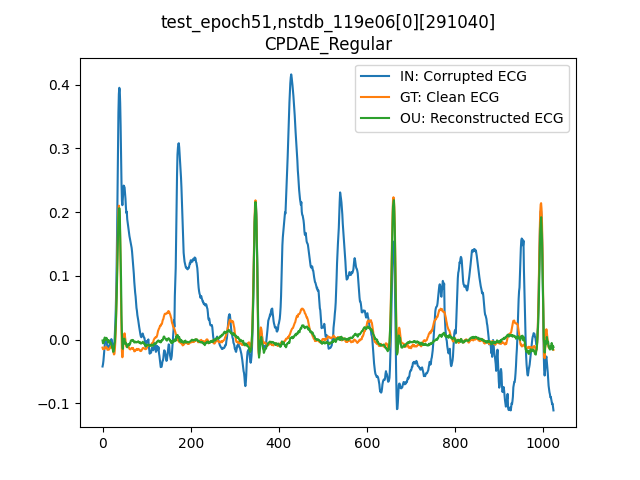 test_epoch51,nstdb_119e06[0][291040]
CPDAE_Regular
IN: Corrupted ECG
GT: Clean ECG
OU: Reconstructed ECG
0.4
0.3
0.2
0.1
0.0
−0.1
0 200 400 600 800 1000